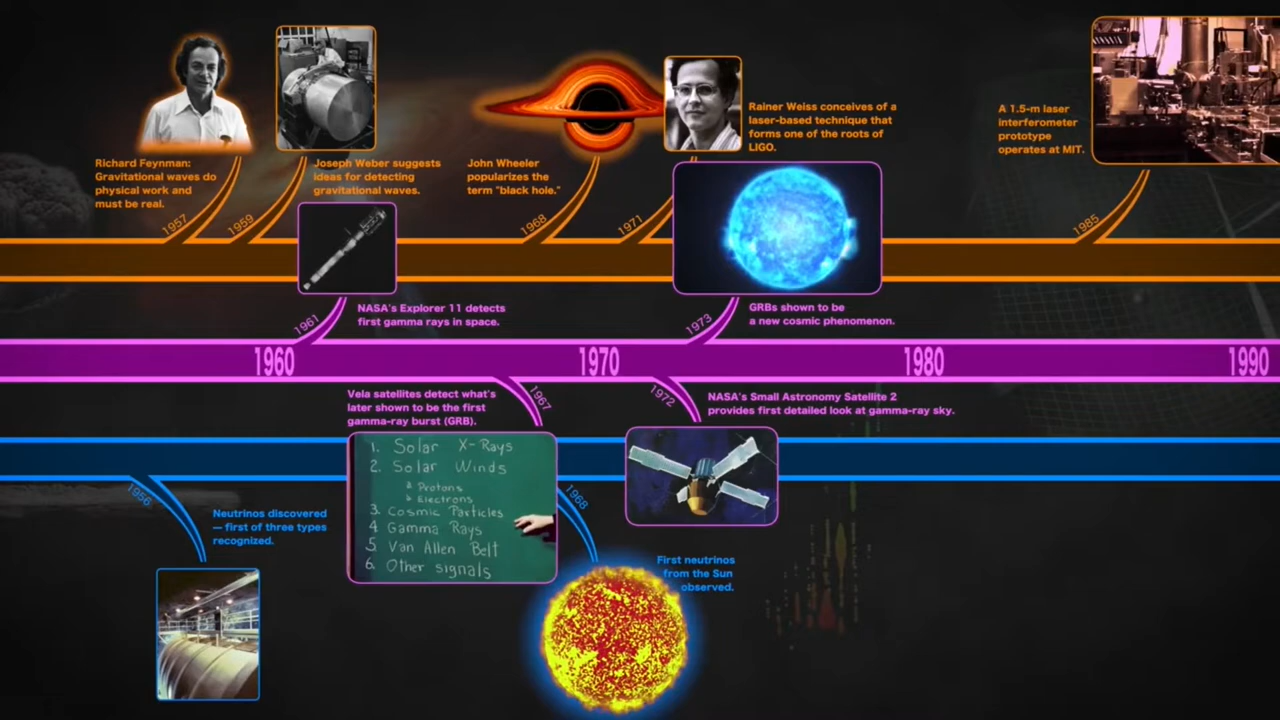 Richard Feynman:
Gravitational waves do
physical work and
must be real.
1957
Joseph Weber suggests
ideas for detecting
gravitational waves.
1959
John Wheeler
popularizes the
term "black hole."
1968
Rainer Weiss conceives of a
laser-based technique that
forms one of the roots of
LIGO.
1971
A 1.5-m laser
interferometer
prototype
operates at MIT.
1985
1961
NASA's Explorer 11 detects
first gamma rays in space.
1973
GRBs shown to be
a new cosmic phenomenon.
1960
1970
1980
1990
Vela satellites detect what's
later shown to be the first
gamma-ray burst (GRB).
1967
1972
NASA's Small Astronomy Satellite 2
provides first detailed look at gamma-ray sky.
1. Solar X-Rays
2. Solar Winds
a Protons
b Electrons
3. Cosmic Particles
4 Gamma Rays
5. Van Allen Belt
6. Other signals
1956
Neutrinos discovered
— first of three types
recognized.
1968
First neutrinos
from the Sun
observed.